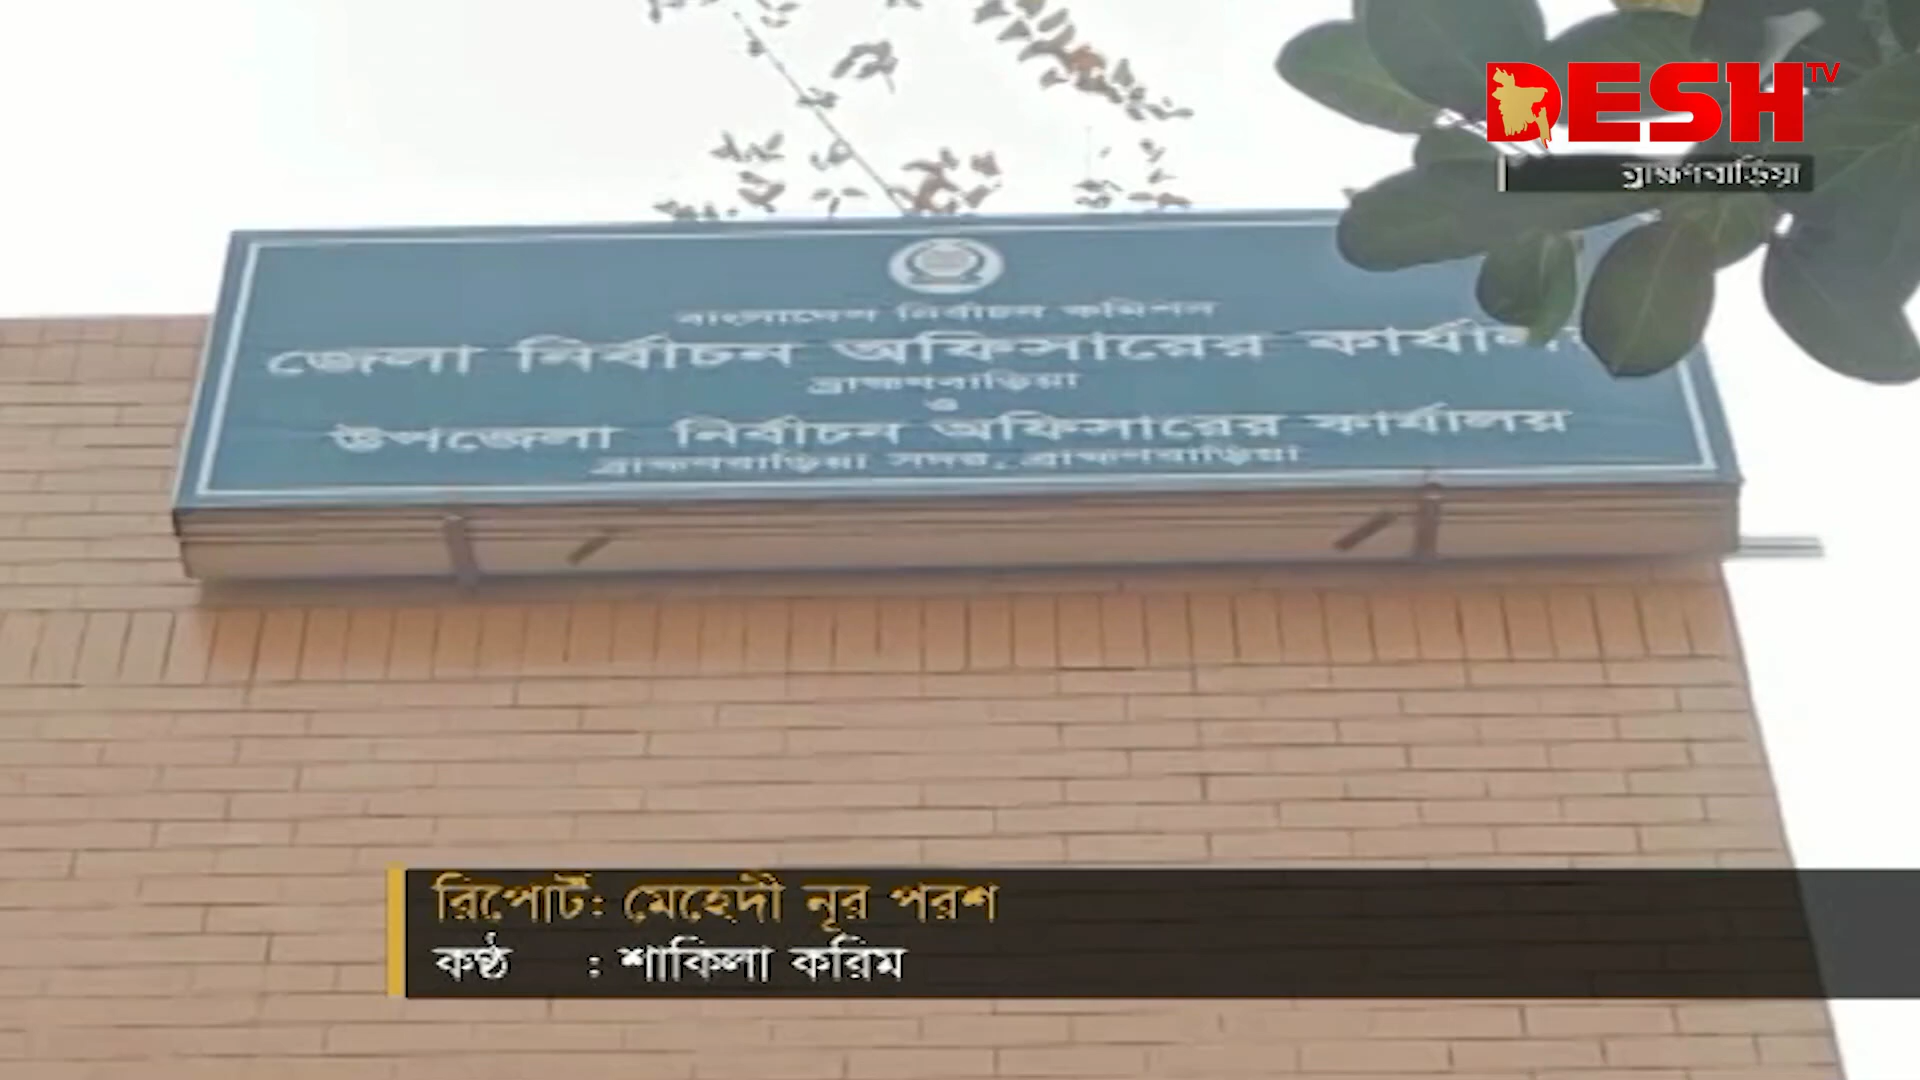 DESH TV
ব্রাহ্মণবাড়িয়া
বাংলাদেশ নির্বাচন কমিশন
জেলা নির্বাচন অফিসারের কার্যালয়
ব্রাহ্মণবাড়িয়া
ও
উপজেলা নির্বাচন অফিসারের কার্যালয়
ব্রাহ্মণবাড়িয়া সদর, ব্রাহ্মণবাড়িয়া
রিপোর্ট: মেহেদী নূর পরশ
কণ্ঠ : শাকিলা করিম